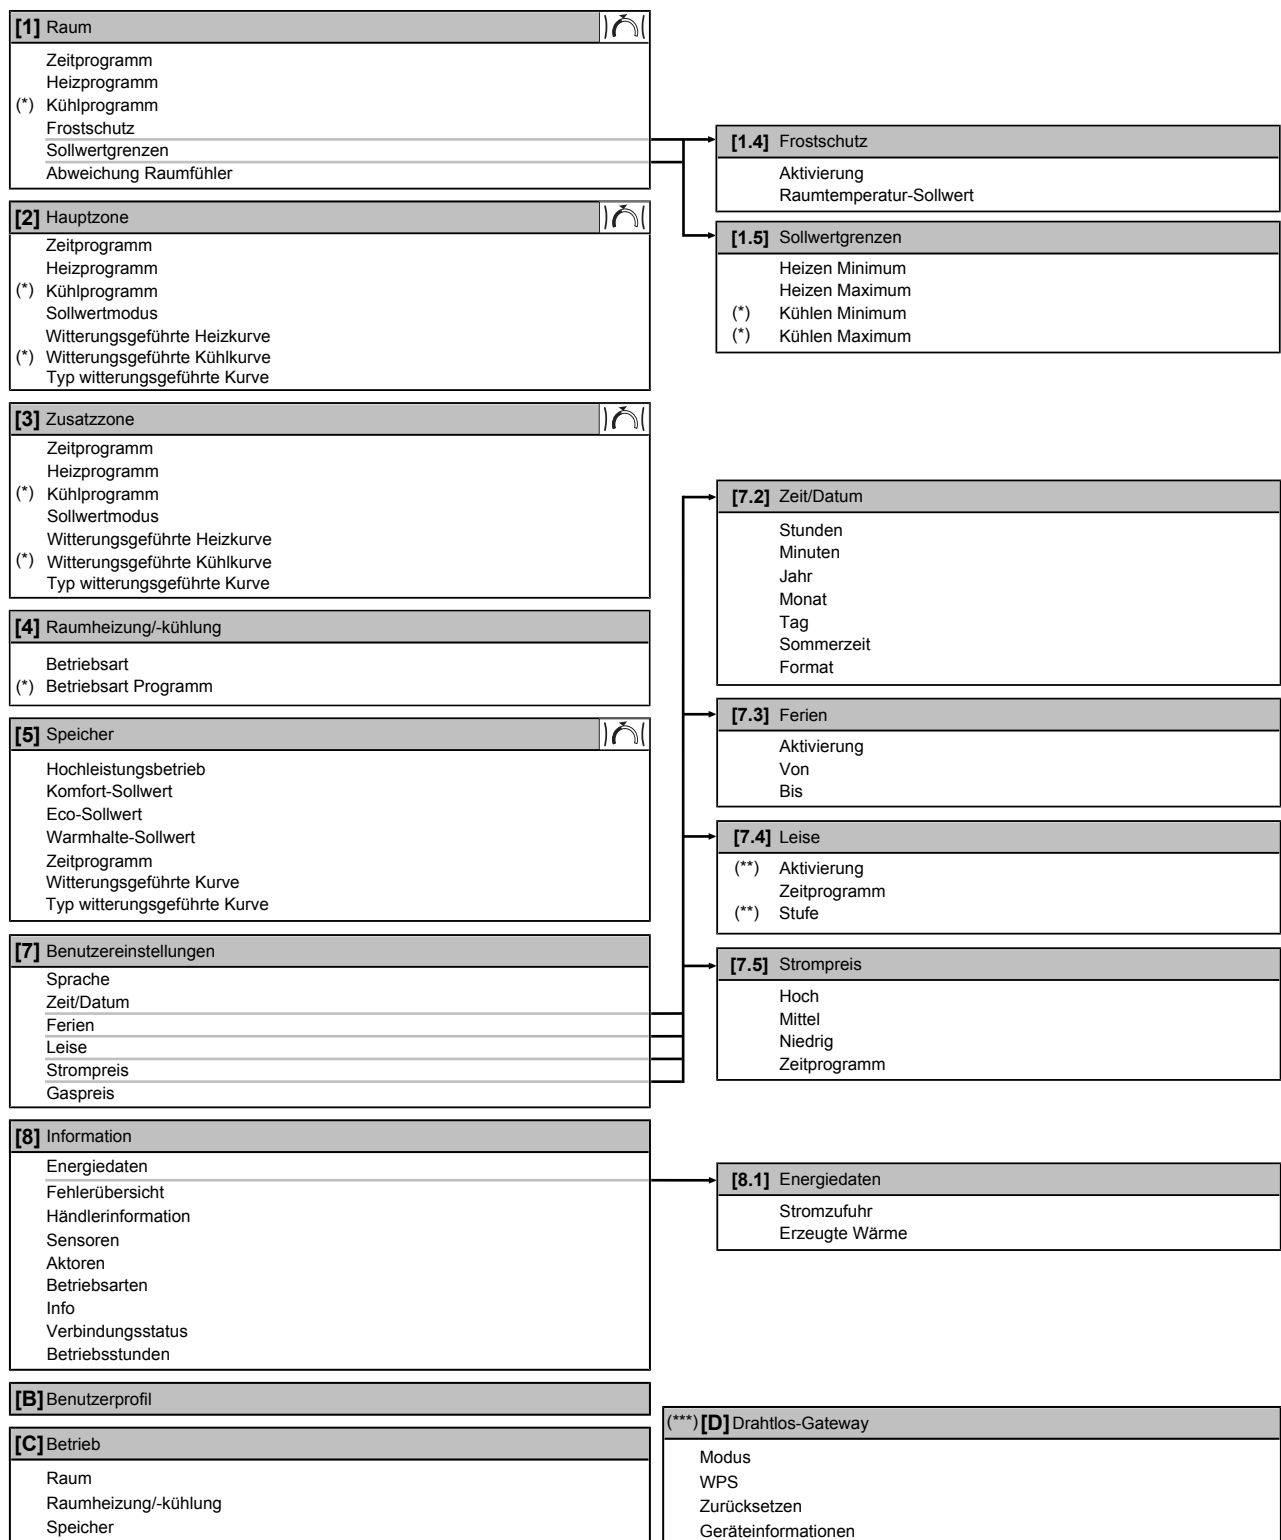 [1] Raum
Zeitprogramm
Heizprogramm
(*) Kühlprogramm
Frostschutz
Sollwertgrenzen
Abweichung Raumfühler
[1.4] Frostschutz
Aktivierung
Raumtemperatur-Sollwert
[1.5] Sollwertgrenzen
Heizen Minimum
Heizen Maximum
(*) Kühlen Minimum
(*) Kühlen Maximum
[2] Hauptzone
Zeitprogramm
Heizprogramm
(*) Kühlprogramm
Sollwertmodus
Witterungsgeführte Heizkurve
(*) Witterungsgeführte Kühlkurve
Typ witterungsgeführte Kurve
[3] Zusatzzone
Zeitprogramm
Heizprogramm
(*) Kühlprogramm
Sollwertmodus
Witterungsgeführte Heizkurve
(*) Witterungsgeführte Kühlkurve
Typ witterungsgeführte Kurve
[4] Raumheizung/-kühlung
Betriebsart
(*) Betriebsart Programm
[5] Speicher
Hochleistungsbetrieb
Komfort-Sollwert
Eco-Sollwert
Warmhalte-Sollwert
Zeitprogramm
Witterungsgeführte Kurve
Typ witterungsgeführte Kurve
[7] Benutzereinstellungen
Sprache
Zeit/Datum
Ferien
Leise
Strompreis
Gaspreis
[7.2] Zeit/Datum
Stunden
Minuten
Jahr
Monat
Tag
Sommerzeit
Format
[7.3] Ferien
Aktivierung
Von
Bis
[7.4] Leise
(**) Aktivierung
Zeitprogramm
(**) Stufe
[7.5] Strompreis
Hoch
Mittel
Niedrig
Zeitprogramm
[8] Information
Energiedaten
Fehlerübersicht
Händlerinformation
Sensoren
Aktoren
Betriebsarten
Info
Verbindungsstatus
Betriebsstunden
[8.1] Energiedaten
Stromzufuhr
Erzeugte Wärme
[B] Benutzerprofil
[C] Betrieb
Raum
Raumheizung/-kühlung
Speicher
(***) [D] Drahtlos-Gateway
Modus
WPS
Zurücksetzen
Geräteinformationen